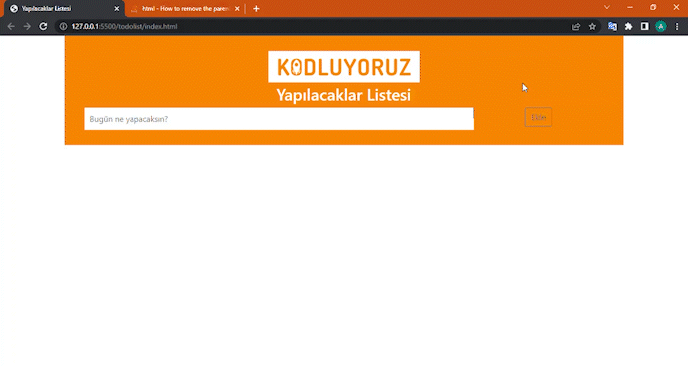 Yapılacaklar Listesi
html - How to remove the paren
127.0.0.1:5500/todolist/index.html
A
KODLUYORUZ
Yapılacaklar Listesi
Bugün ne yapacaksın?
Ekle